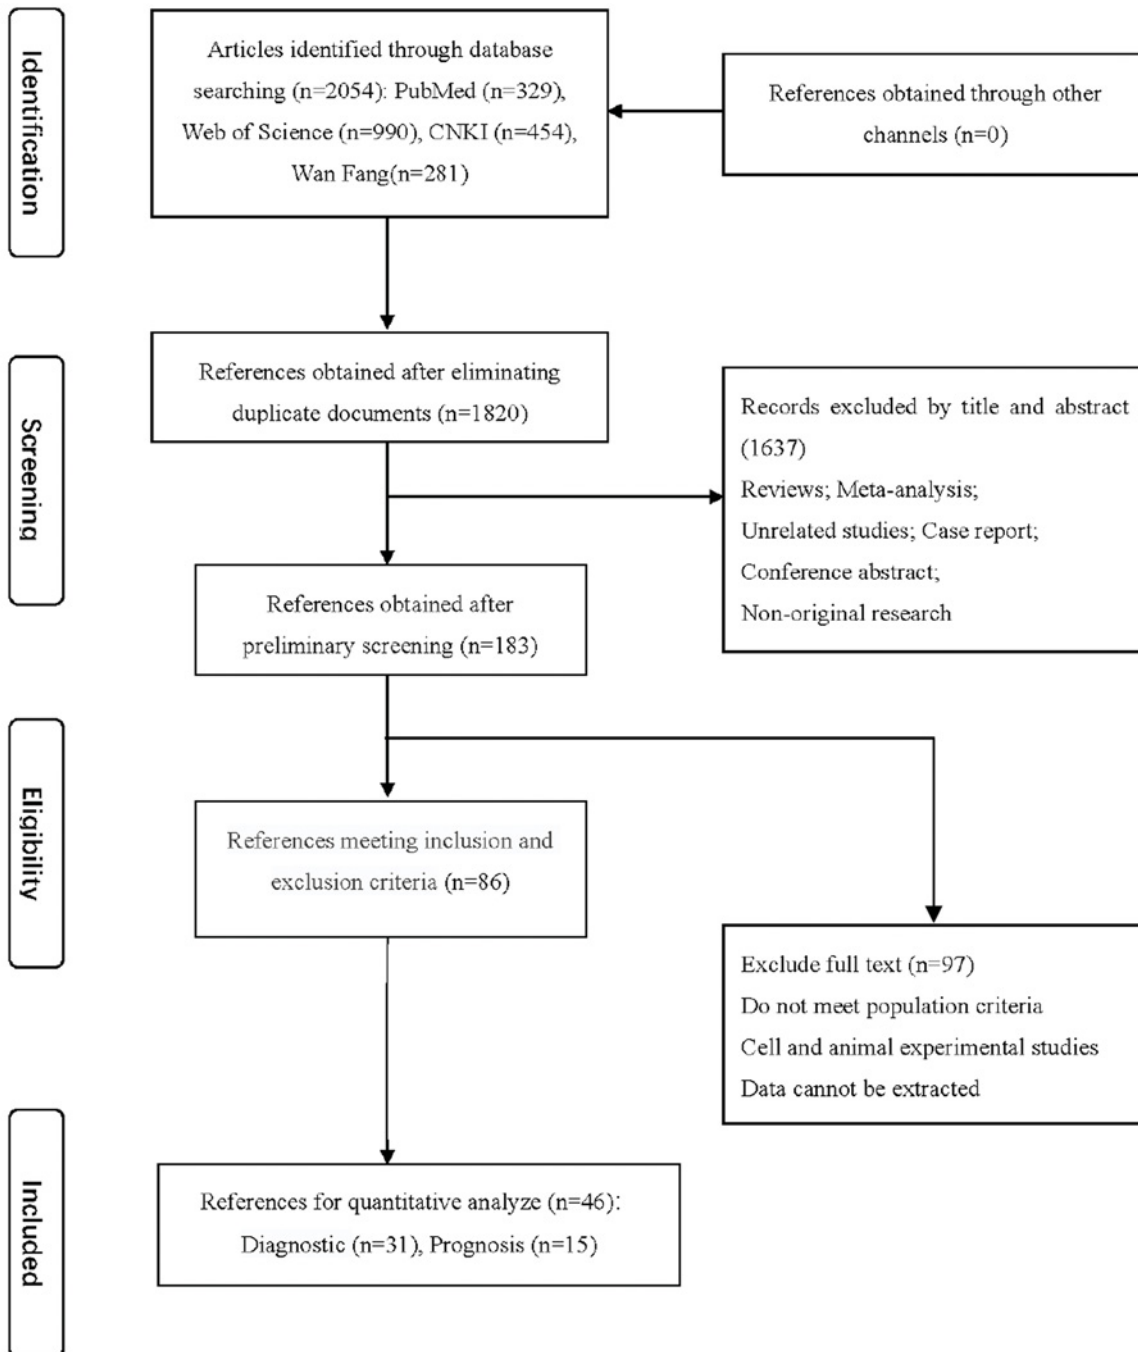 Identification
Articles identified through database
searching (n=2054): PubMed (n=329),
Web of Science (n=990), CNKI (n=454),
Wan Fang(n=281)
References obtained through other
channels (n=0)
Screening
References obtained after eliminating
duplicate documents (n=1820)
Records excluded by title and abstract
(1637)
Reviews; Meta-analysis;
Unrelated studies; Case report;
Conference abstract;
Non-original research
References obtained after
preliminary screening (n=183)
Eligibility
References meeting inclusion and
exclusion criteria (n=86)
Exclude full text (n=97)
Do not meet population criteria
Cell and animal experimental studies
Data cannot be extracted
Included
References for quantitative analyze (n=46):
Diagnostic (n=31), Prognosis (n=15)